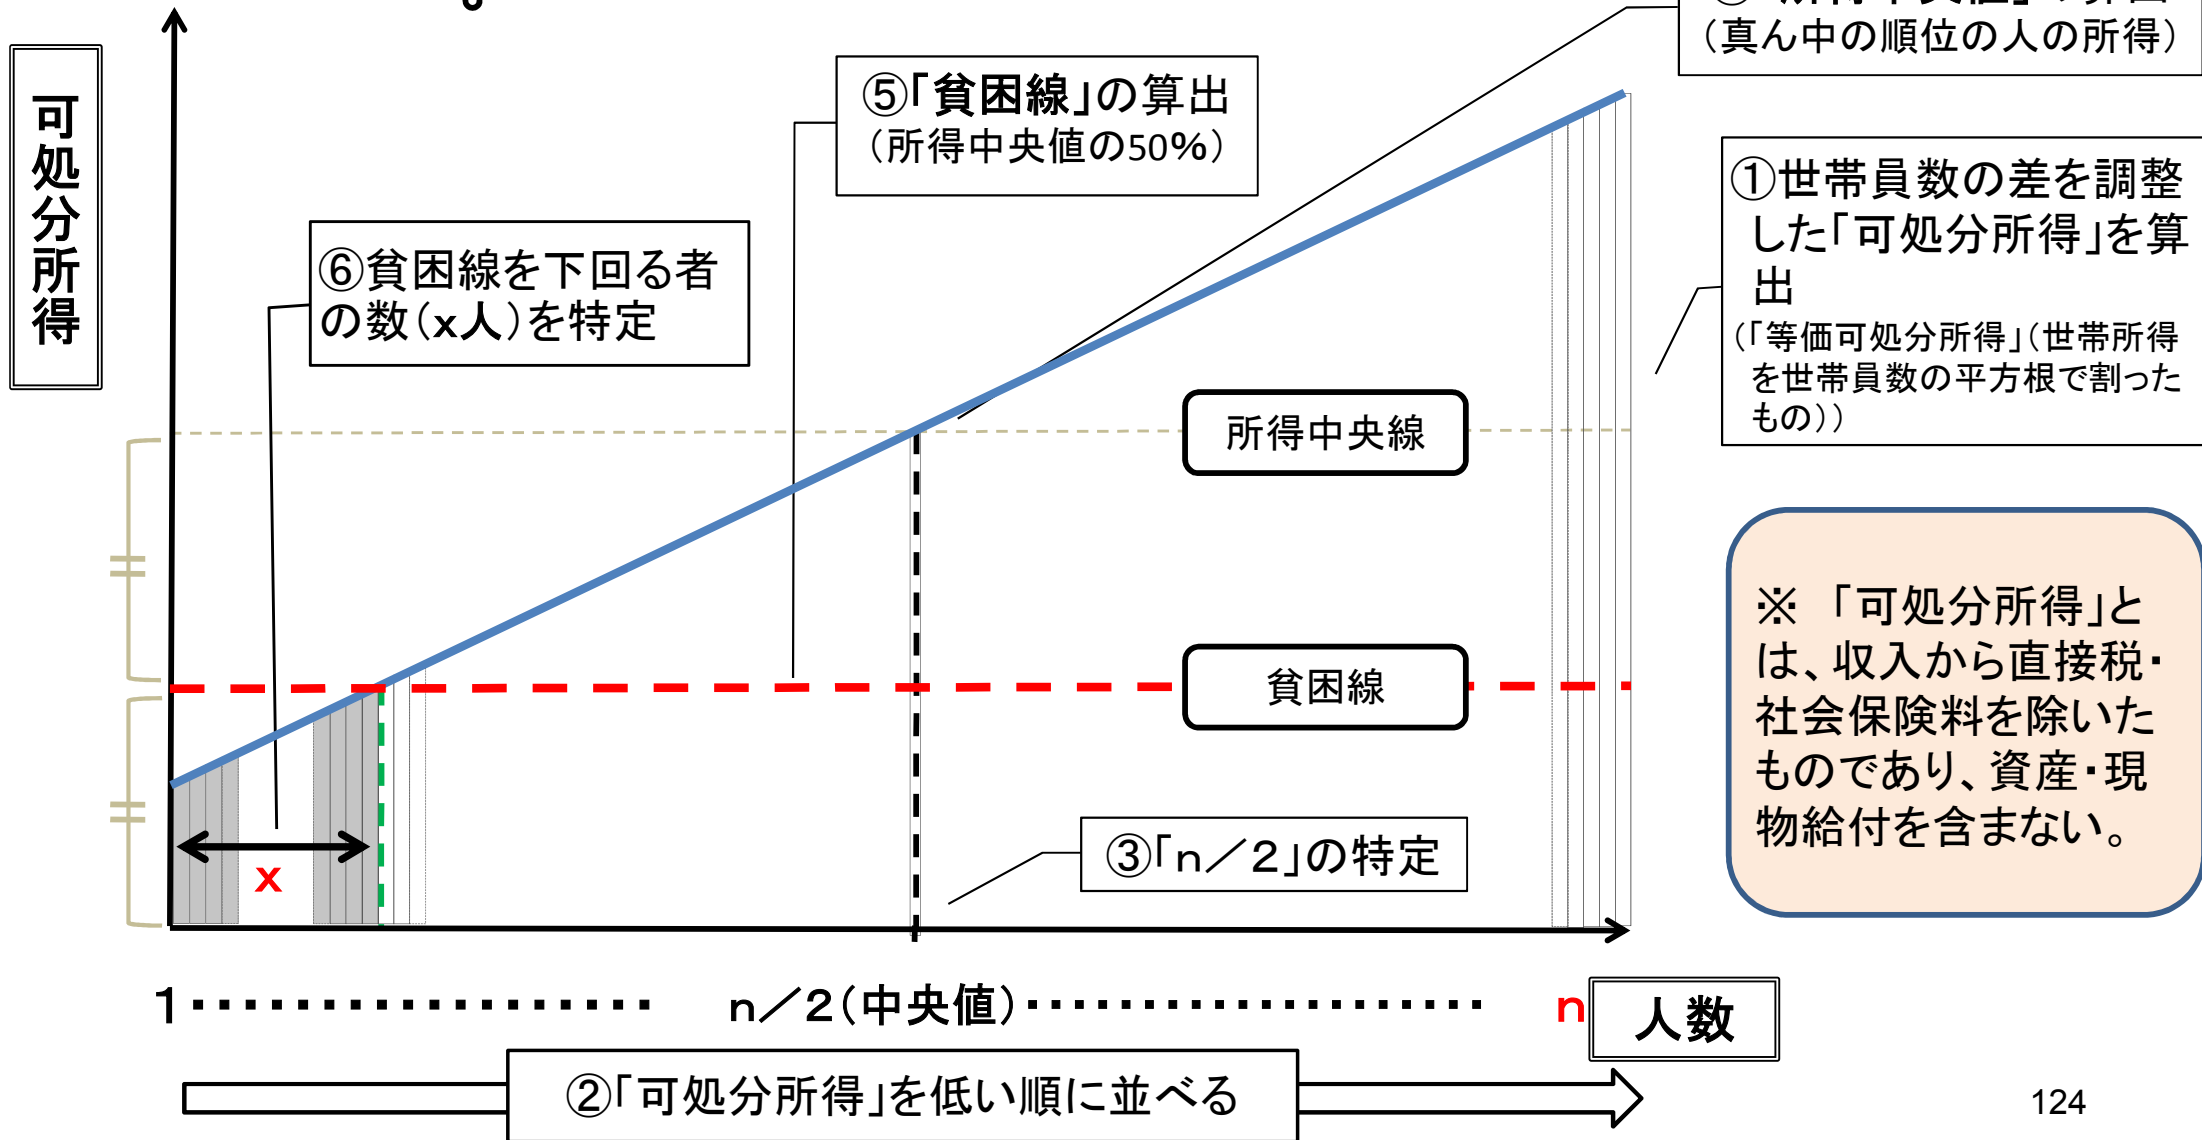 。
（真ん中の順位の人の所得）
可処分所得
⑤「貧困線」の算出
（所得中央値の50％）
①世帯員数の差を調整
した「可処分所得」を算
出
（「等価可処分所得」（世帯所得
を世帯員数の平方根で割った
もの））
⑥貧困線を下回る者
の数（ｘ人）を特定
所得中央線
貧困線
※　「可処分所得」と
は、収入から直接税・
社会保険料を除いた
ものであり、資産・現
物給付を含まない。
③「ｎ／２」の特定
ｘ
１・・・・・・・・・・・・・・・・・・ ｎ／２（中央値）・・・・・・・・・・・・・・・・・・・・ ｎ
人数
②「可処分所得」を低い順に並べる
124